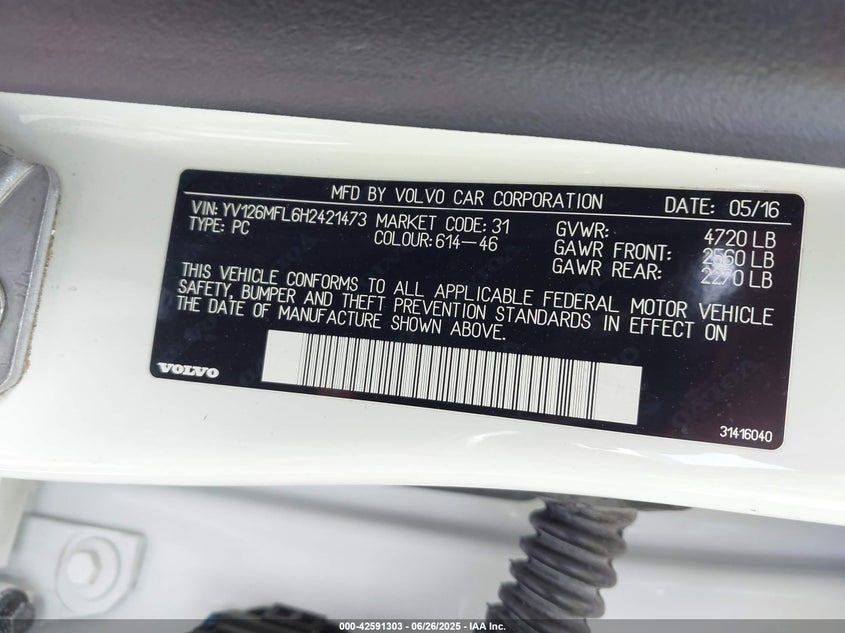 MFD BY VOLVO CAR CORPORATION DATE: 05/16
VIN: YV126MFL6H2421473 MARKET CODE: 31 GVWR: 4720 LB
TYPE: PC COLOUR: 614-46 GAWR FRONT: 2560 LB
GAWR REAR: 2270 LB
THIS VEHICLE CONFORMS TO ALL APPLICABLE FEDERAL MOTOR VEHICLE
SAFETY, BUMPER AND THEFT PREVENTION STANDARDS IN EFFECT ON
THE DATE OF MANUFACTURE SHOWN ABOVE.
VOLVO
31416040
000-42591303 | 06/26/2025 | IAA Inc.